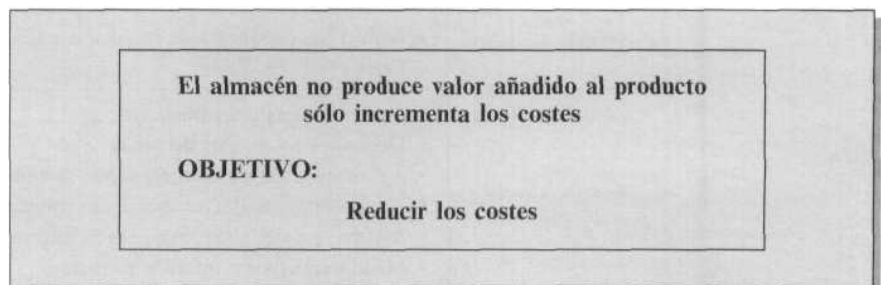 El almacén no produce valor añadido al producto
sólo incrementa los costes
OBJETIVO:
Reducir los costes